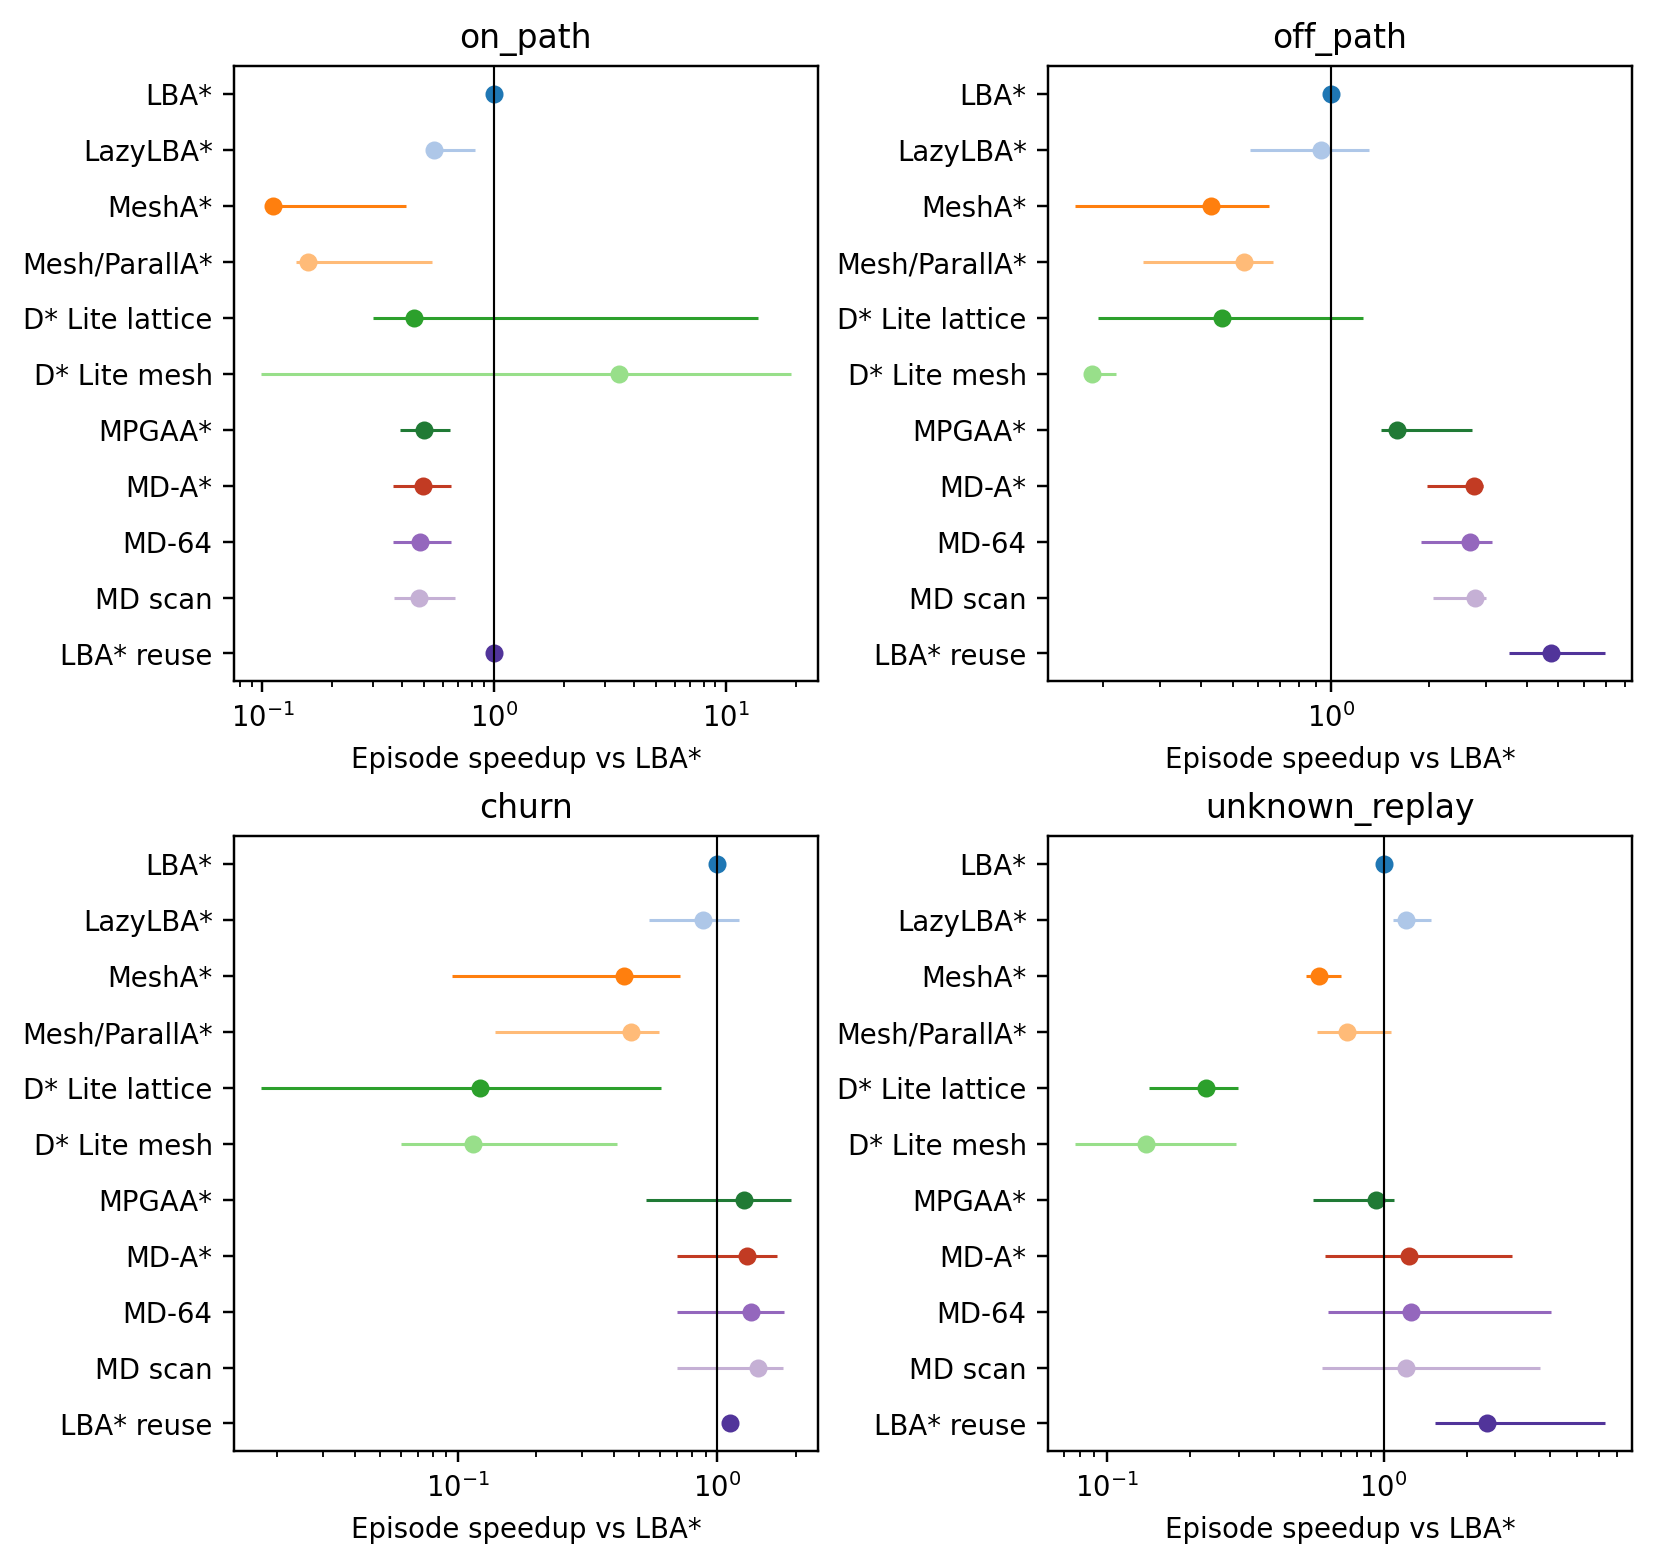 on_path
LBA*
LazyLBA*
MeshA*
Mesh/ParallA*
D* Lite lattice
D* Lite mesh
MPGAA*
MD-A*
MD-64
MD scan
LBA* reuse
10⁻¹ 10⁰ 10¹
Episode speedup vs LBA*
off_path
LBA*
LazyLBA*
MeshA*
Mesh/ParallA*
D* Lite lattice
D* Lite mesh
MPGAA*
MD-A*
MD-64
MD scan
LBA* reuse
10⁰
Episode speedup vs LBA*
churn
LBA*
LazyLBA*
MeshA*
Mesh/ParallA*
D* Lite lattice
D* Lite mesh
MPGAA*
MD-A*
MD-64
MD scan
LBA* reuse
10⁻¹ 10⁰
Episode speedup vs LBA*
unknown_replay
LBA*
LazyLBA*
MeshA*
Mesh/ParallA*
D* Lite lattice
D* Lite mesh
MPGAA*
MD-A*
MD-64
MD scan
LBA* reuse
10⁻¹ 10⁰
Episode speedup vs LBA*